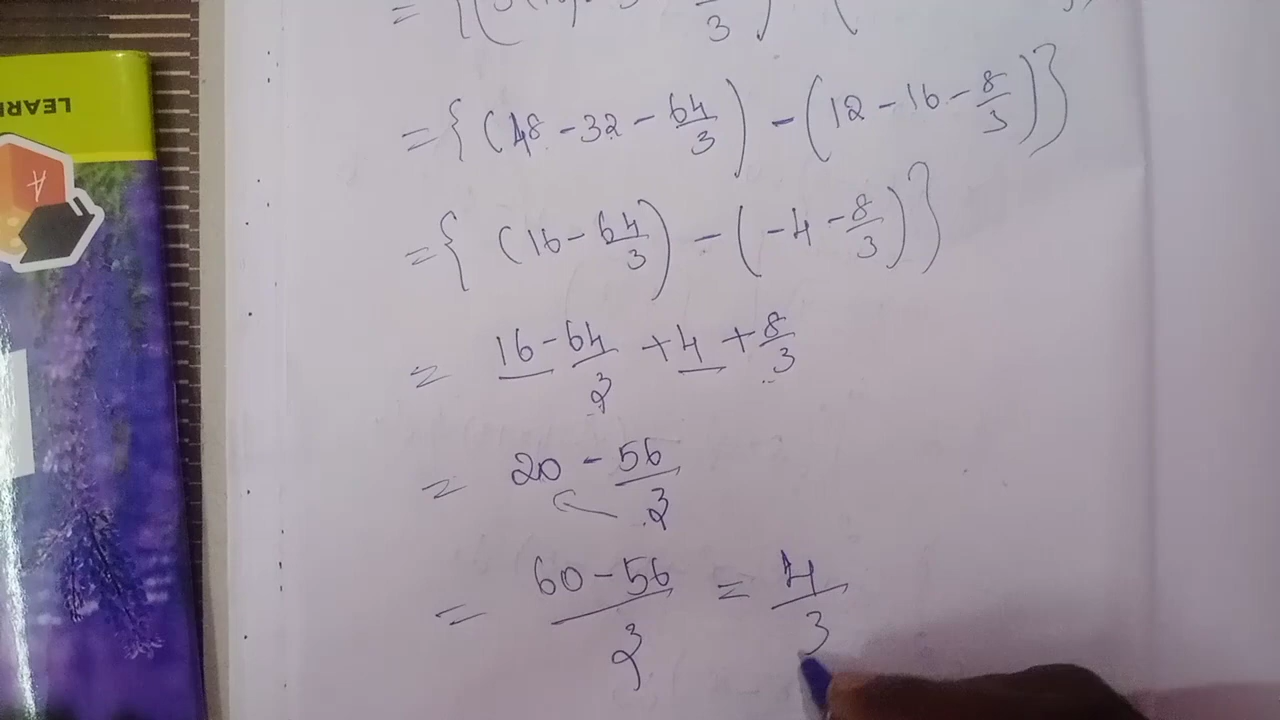 = {(48 - 32 - 64/3) - (12 - 16 - 8/3)}
= { (16 - 64/3) - (-4 - 8/3)}
= 16 - 64/3 + 4 + 8/3
= 20 - 56/3
= 60 - 56/3 = 4/3
LEAR
A